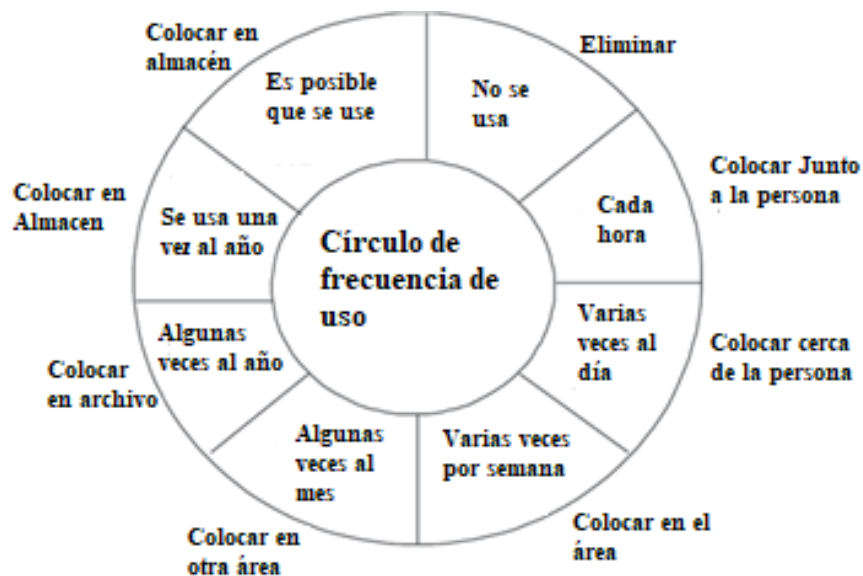 Círculo de
frecuencia de
uso
Eliminar
No se
usa
Colocar Junto
a la persona
Cada
hora
Colocar cerca
de la persona
Varias
veces al
día
Colocar en el
área
Varias veces
por semana
Colocar en
otra área
Algunas
veces al
mes
Colocar
en archivo
Algunas
veces al año
Colocar en
Almacen
Se usa una
vez al año
Colocar en
almacén
Es posible
que se use